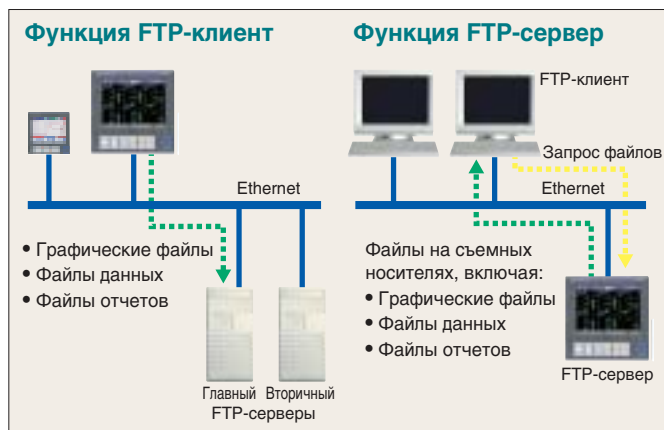 Функция FTP-клиент
Ethernet
• Графические файлы
• Файлы данных
• Файлы отчетов
Главный Вторичный
FTP-серверы
Функция FTP-сервер
FTP-клиент
Запрос файлов
Ethernet
Файлы на съемных
носителях, включая:
• Графические файлы
• Файлы данных
• Файлы отчетов
FTP-сервер